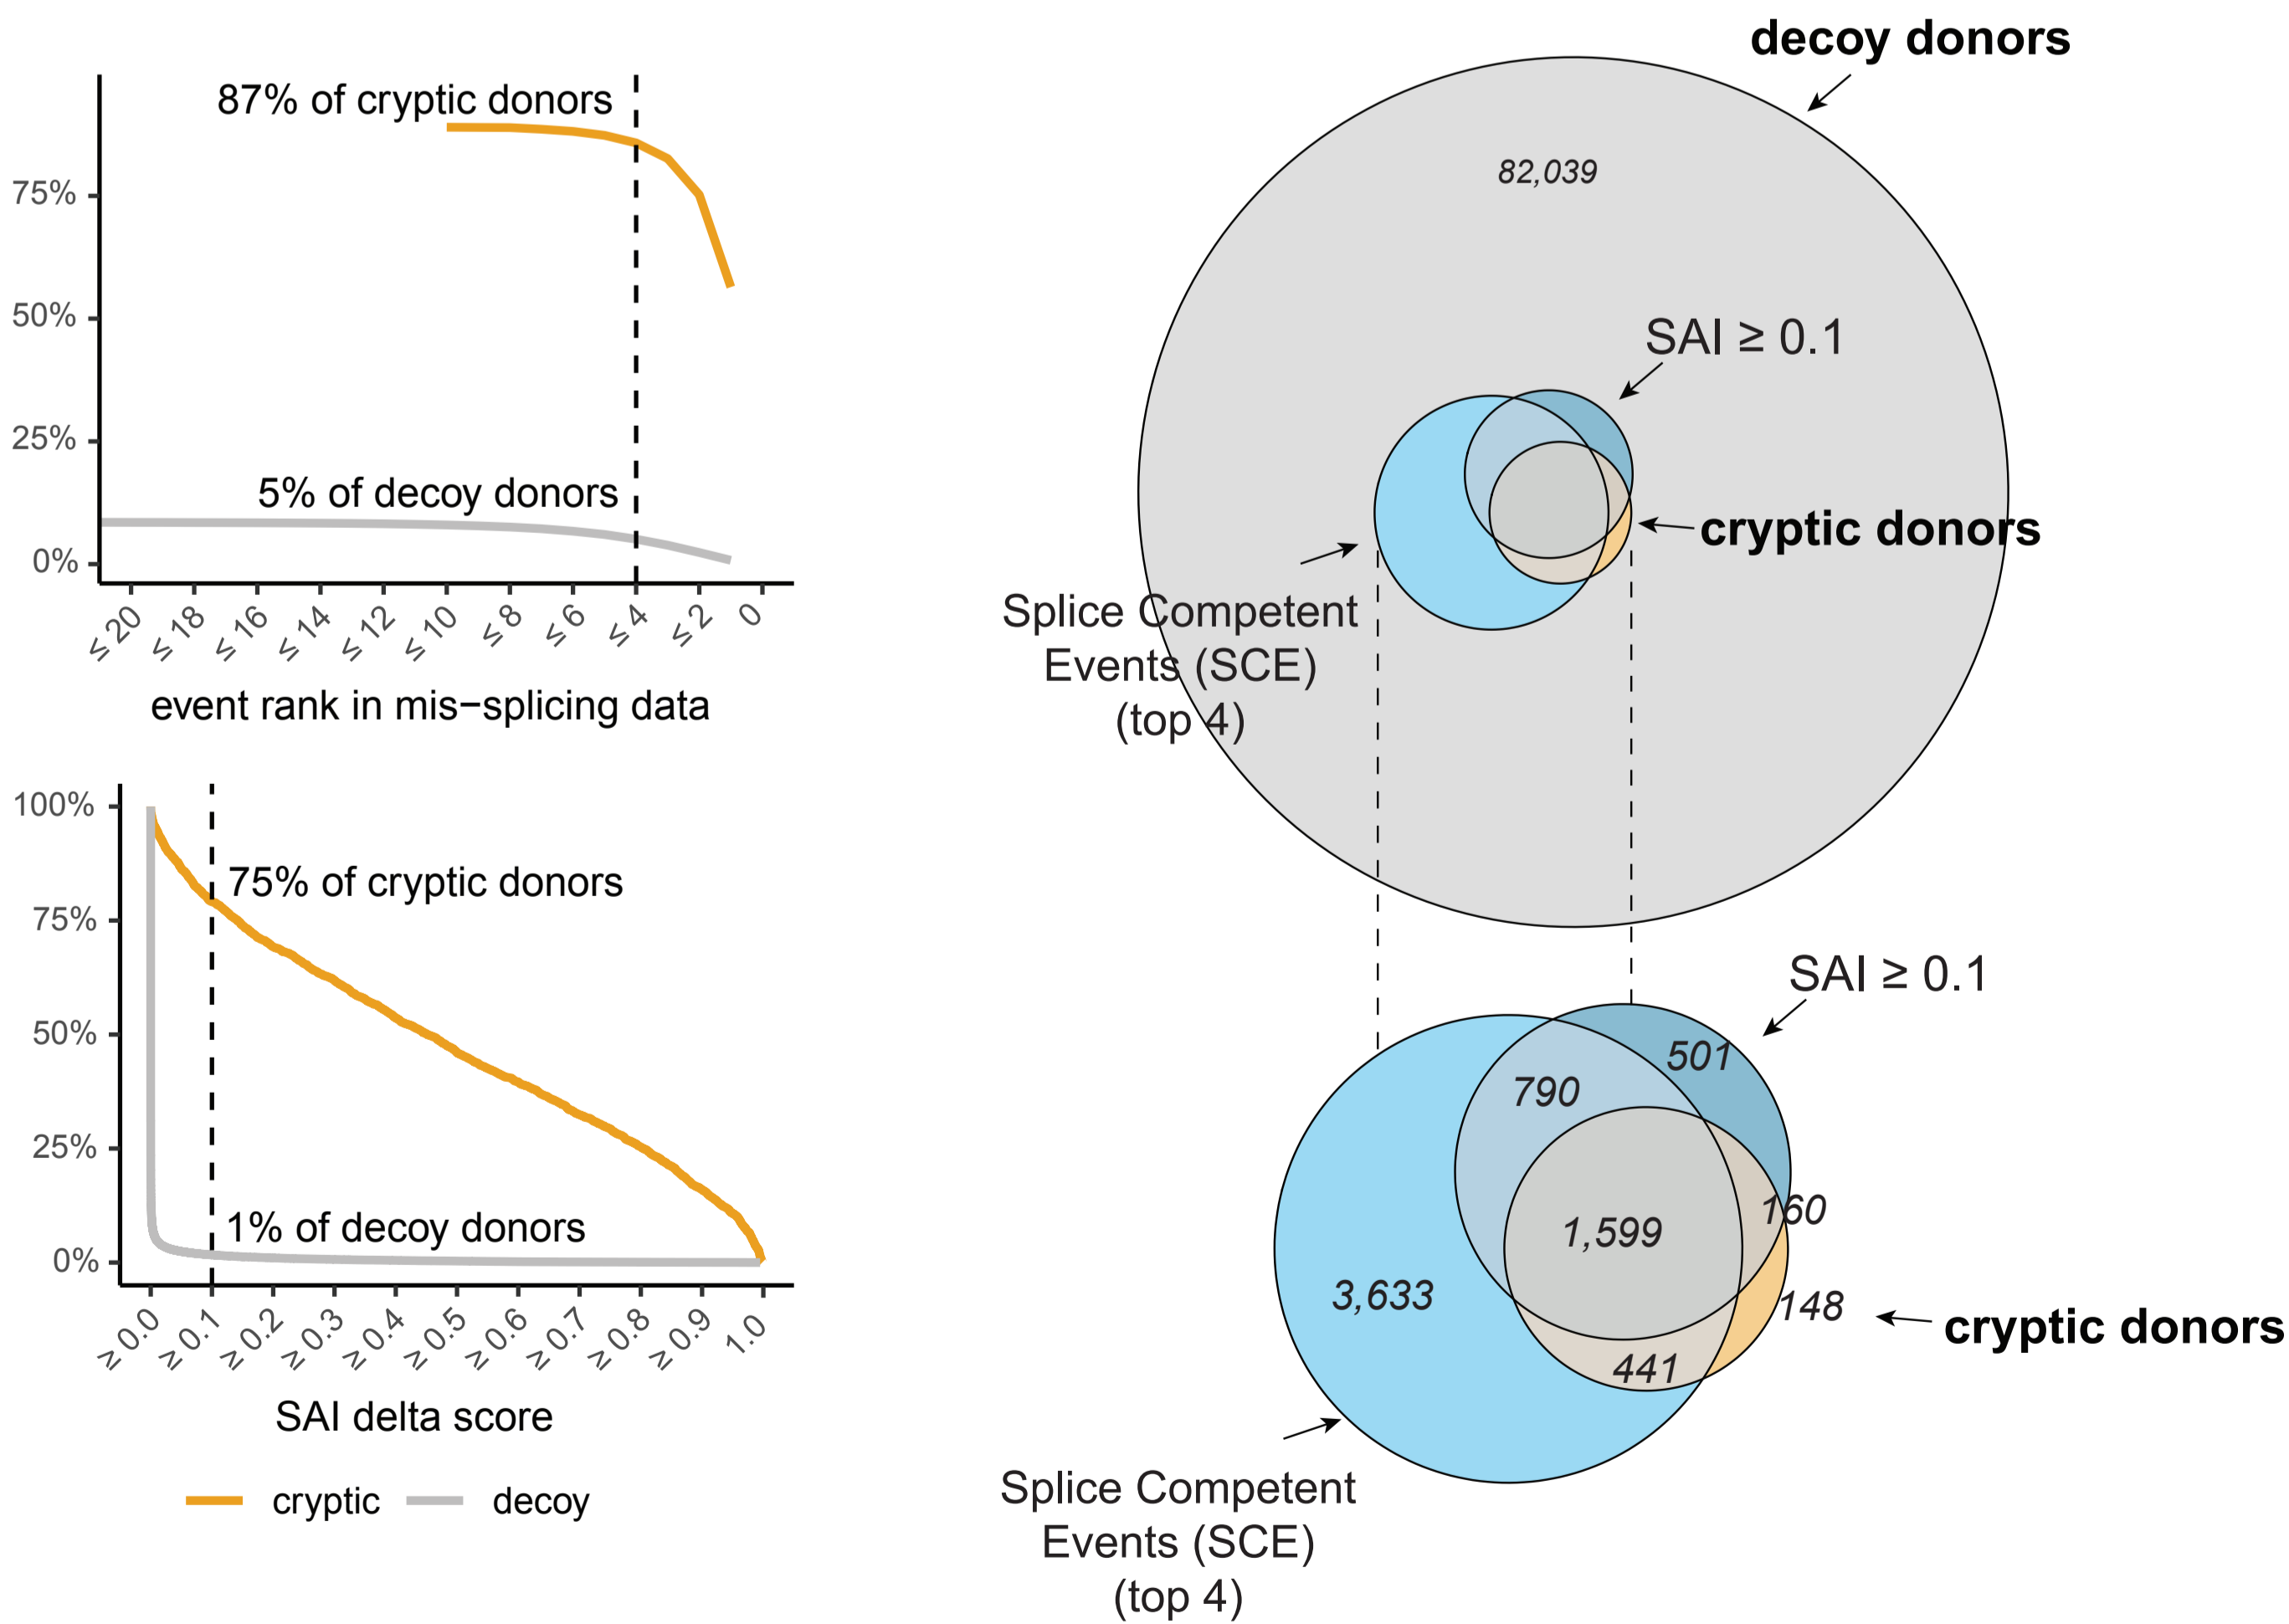 87% of cryptic donors
75%
50%
25%
0%
5% of decoy donors
≤ 20
≤ 18
≤ 16
≤ 14
≤ 12
≤ 10
≤ 8
≤ 6
≤ 4
≤ 2
0
event rank in mis−splicing data
100%
75%
50%
25%
0%
75% of cryptic donors
1% of decoy donors
≥ 0.0
≥ 0.1
≥ 0.2
≥ 0.3
≥ 0.4
≥ 0.5
≥ 0.6
≥ 0.7
≥ 0.8
≥ 0.9
1.0
SAI delta score
cryptic
decoy
decoy donors
82,039
SAI ≥ 0.1
cryptic donors
Splice Competent
Events (SCE)
(top 4)
SAI ≥ 0.1
501
790
160
1,599
3,633
148
441
cryptic donors
Splice Competent
Events (SCE)
(top 4)